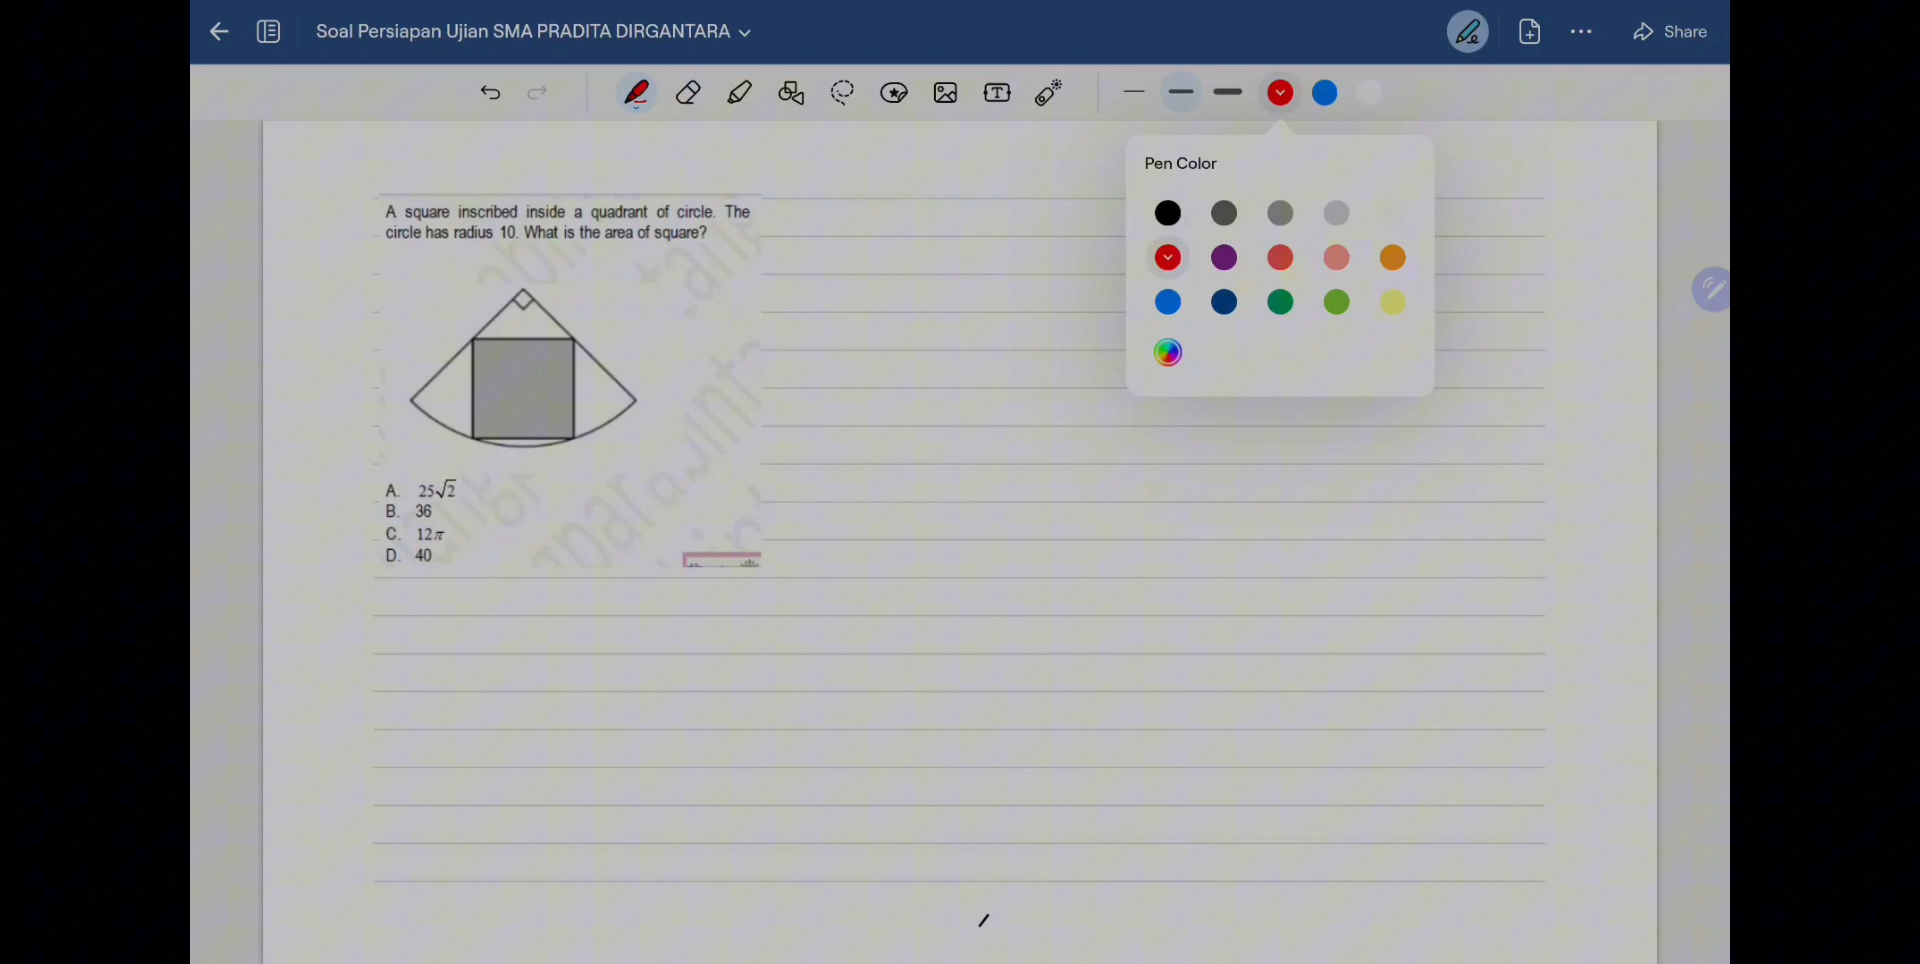 Soal Persiapan Ujian SMA PRADITA DIRGANTARA
Share
Pen Color
A square inscribed inside a quadrant of circle. The
circle has radius 10. What is the area of square?
A. 25√2
B. 36
C. 12π
D. 40